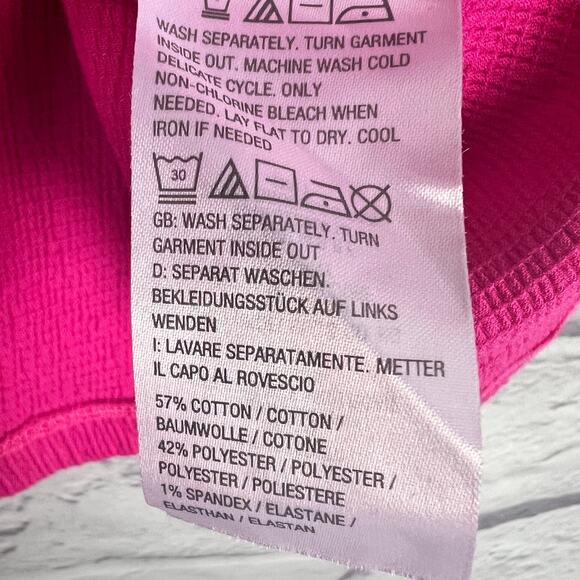 WASH SEPARATELY. TURN GARMENT
INSIDE OUT. MACHINE WASH COLD
DELICATE CYCLE. ONLY
NON-CHLORINE BLEACH WHEN
NEEDED. LAY FLAT TO DRY. COOL
IRON IF NEEDED
30
GB: WASH SEPARATELY. TURN
GARMENT INSIDE OUT
D: SEPARAT WASCHEN.
BEKLEIDUNGSSTÜCK AUF LINKS
WENDEN
I: LAVARE SEPARATAMENTE. METTER
IL CAPO AL ROVESCIO
57% COTTON / COTTON /
BAUMWOLLE / COTONE
42% POLYESTER / POLYESTER /
POLYESTER / POLIESTERE
1% SPANDEX / ELASTANE /
ELASTHAN / ELASTAN